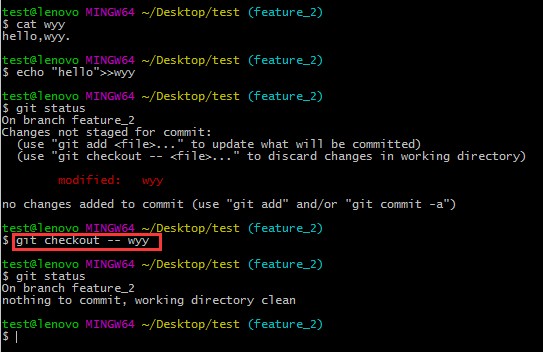 test@lenovo MINGW64 ~/Desktop/test (feature_2)
$ cat wyy
hello,wyy.
test@lenovo MINGW64 ~/Desktop/test (feature_2)
$ echo "hello">>wyy
test@lenovo MINGW64 ~/Desktop/test (feature_2)
$ git status
On branch feature_2
Changes not staged for commit:
(use "git add <file>..." to update what will be committed)
(use "git checkout -- <file>..." to discard changes in working directory)
modified: wyy
no changes added to commit (use "git add" and/or "git commit -a")
test@lenovo MINGW64 ~/Desktop/test (feature_2)
$ git checkout -- wyy
test@lenovo MINGW64 ~/Desktop/test (feature_2)
$ git status
On branch feature_2
nothing to commit, working directory clean
test@lenovo MINGW64 ~/Desktop/test (feature_2)
$